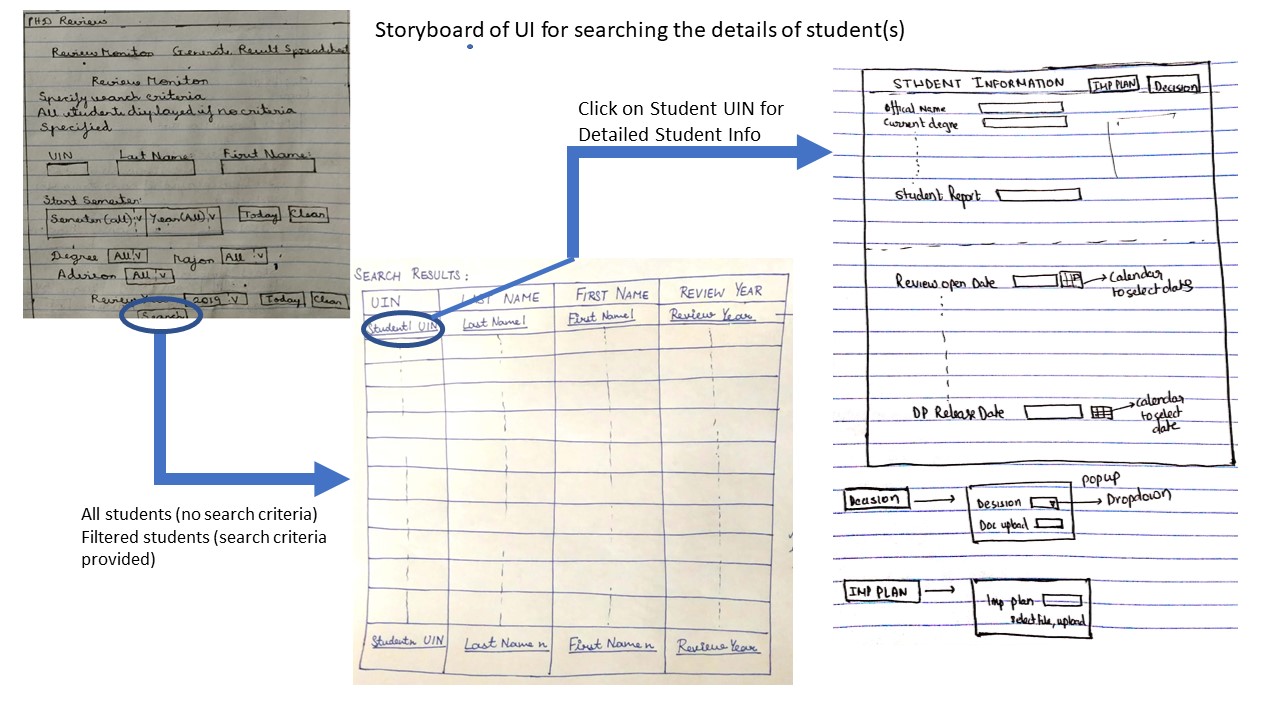 Storyboard of UI for searching the details of student(s)
PHD Review
Review Monitor Generate Result Spreadsheet
Review Monitor
Specify search criteria
All students displayed if no criteria
Specified
UIN Last Name: First Name:
Start Semester:
Semester(all) v Year(All) v Today Clear
Degree All v Major All v
Advisor All v
Review Year 2019 v Today Clear
Search
All students (no search criteria)
Filtered students (search criteria
provided)
Click on Student UIN for
Detailed Student Info
SEARCH RESULTS:
UIN LAST NAME FIRST NAME REVIEW YEAR
Student1 UIN Last Name1 First Name1 Review Year
Studentn UIN Last Name n First Name n Review Year
STUDENT INFORMATION IMP PLAN Decision
Offical Name
Current degre
Student Report
Review open Date → Calendar
to select dates
DP Release Date → calendar
to select
date
popup
Decision → Desision → Dropdown
Doc upload
IMP PLAN → Imp plan
select file, upload